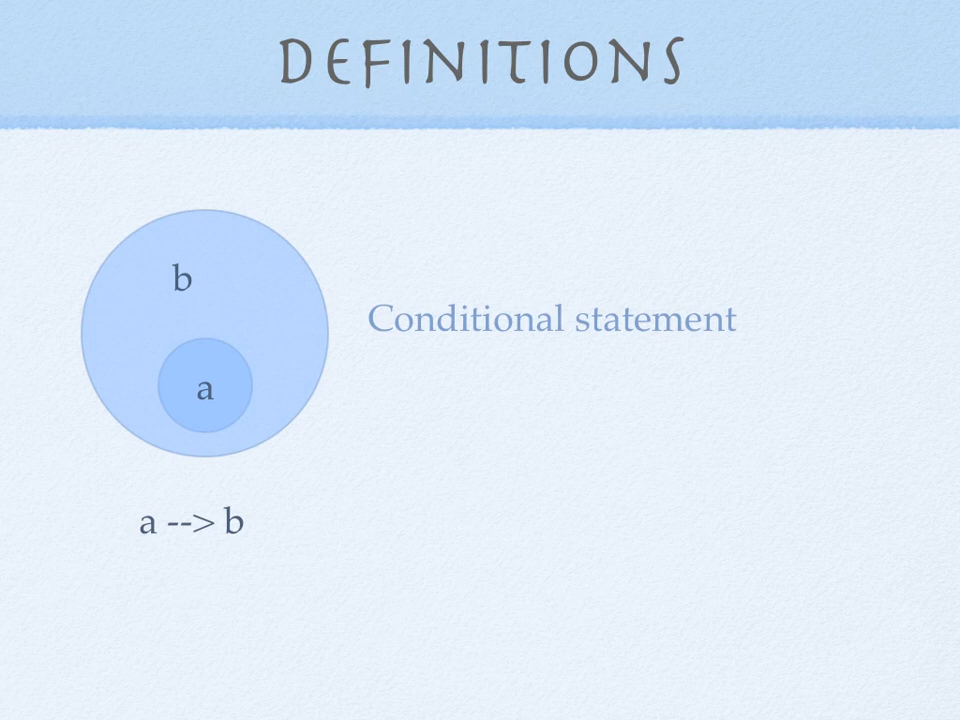 DEFINITIONS
b
Conditional statement
a
a --> b